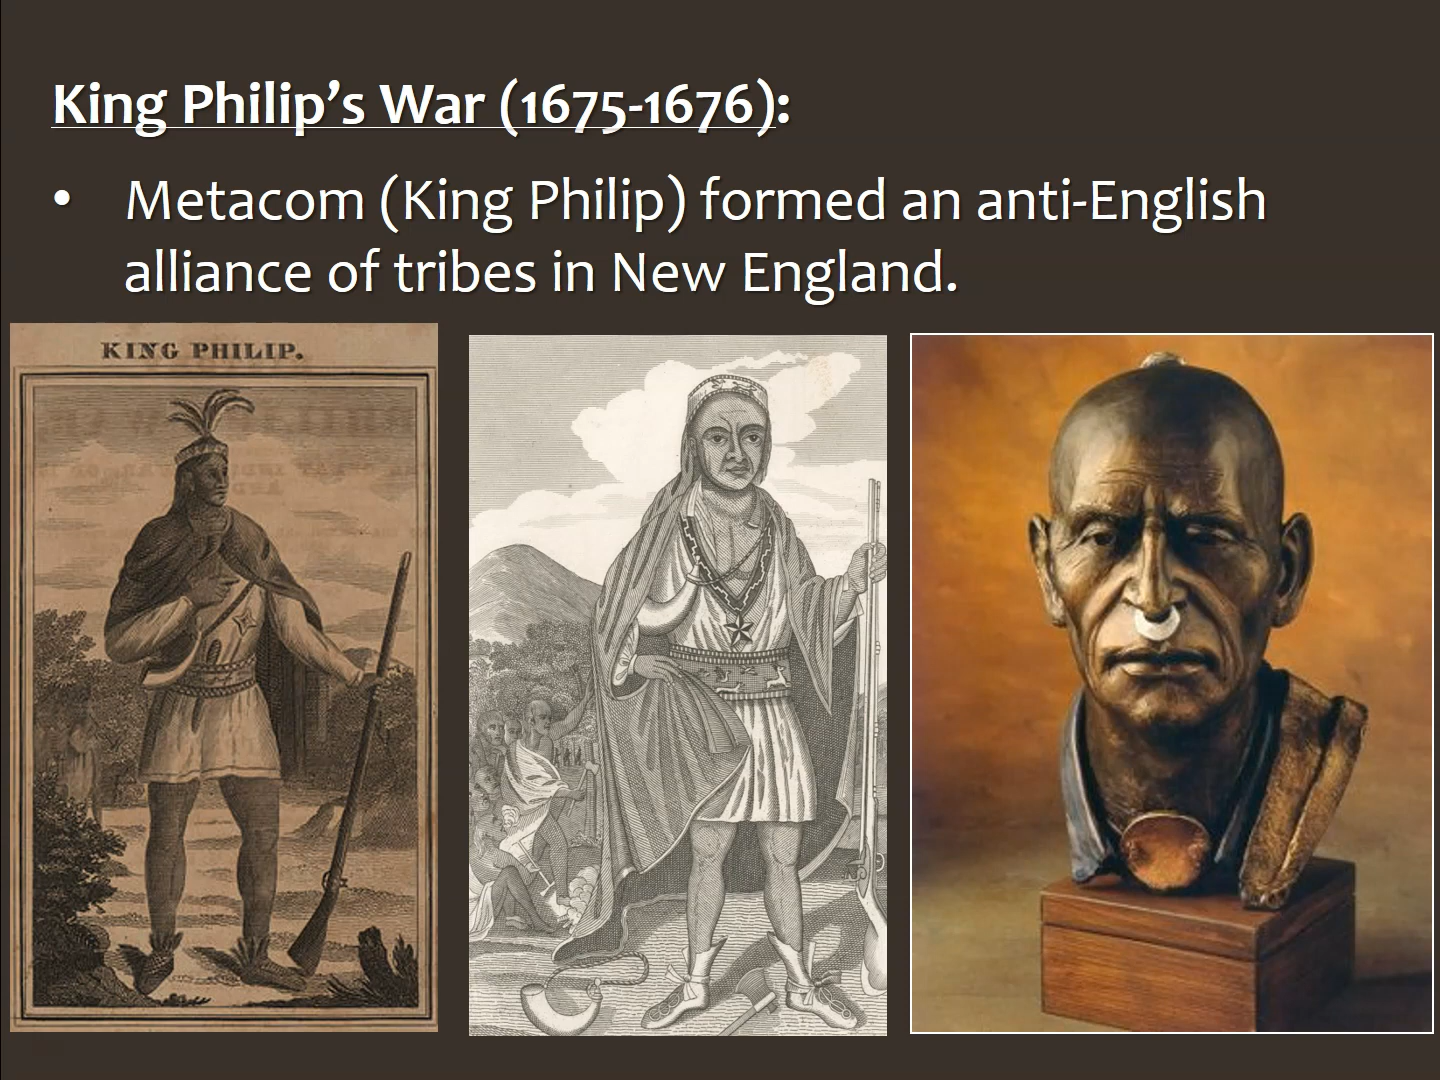 King Philip’s War (1675-1676):
• Metacom (King Philip) formed an anti-English
alliance of tribes in New England.
KING PHILIP.